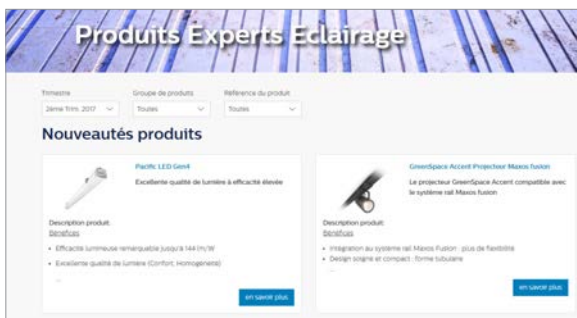 Produits Experts Eclairage
Trimestre
Groupe de produits
Référence du produit
2ème Trim. 2017
Toutes
Toutes
Nouveautés produits
Pacific LED Gen4
Excellente qualité de lumière à efficacité élevée
Description produit:
Bénéfices
• Efficacité lumineuse remarquable jusqu'à 144 lm/W
• Excellente qualité de lumière (Confort, Homogénéité)
...
en savoir plus
GreenSpace Accent Projecteur Maxos fusion
Le projecteur GreenSpace Accent compatible avec
le système rail Maxos fusion
Description produit:
Bénéfices
• Intégration au système rail Maxos Fusion : plus de flexibilité
• Design soigné et compact : forme tubulaire
...
en savoir plus